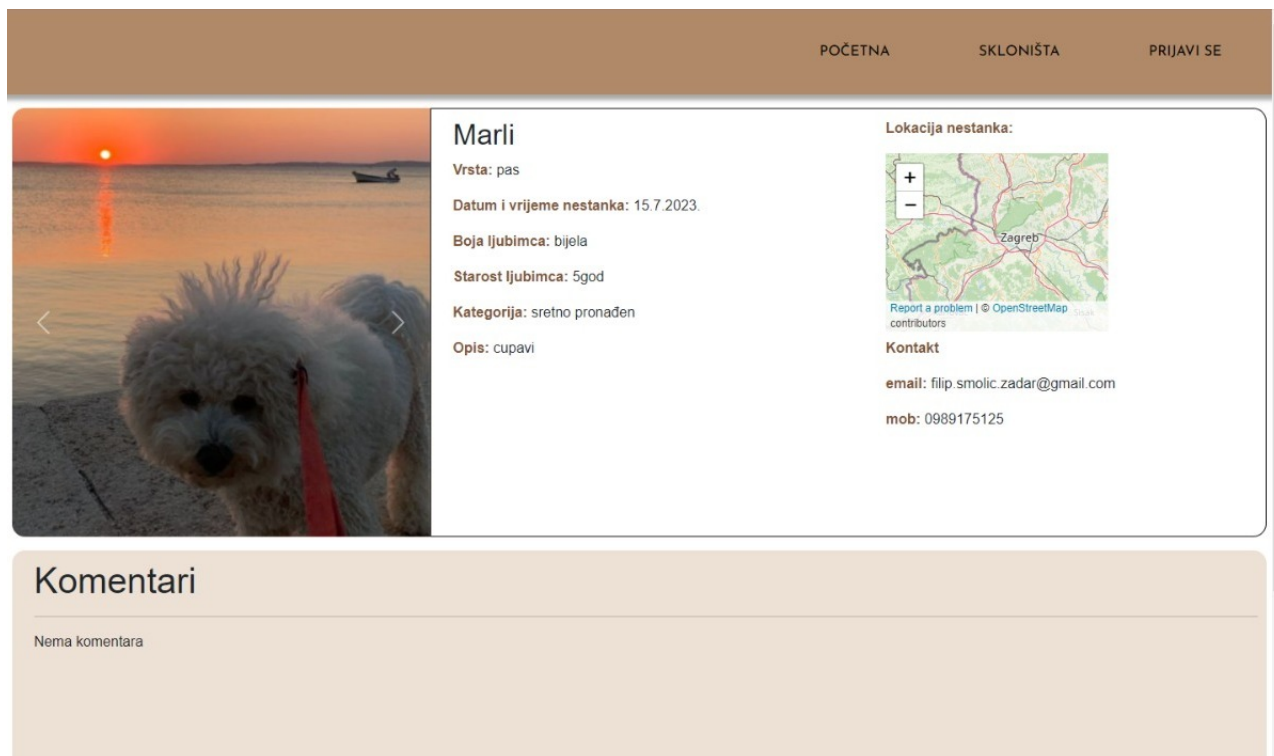 POČETNA SKLONIŠTA PRIJAVI SE
Marli
Vrsta: pas
Datum i vrijeme nestanka: 15.7.2023.
Boja ljubimca: bijela
Starost ljubimca: 5god
Kategorija: sretno pronađen
Opis: cupavi
Lokacija nestanka:
+
−
Zagreb
Report a problem | © OpenStreetMap
contributors
Kontakt
email: filip.smolic.zadar@gmail.com
mob: 0989175125
Komentari
Nema komentara